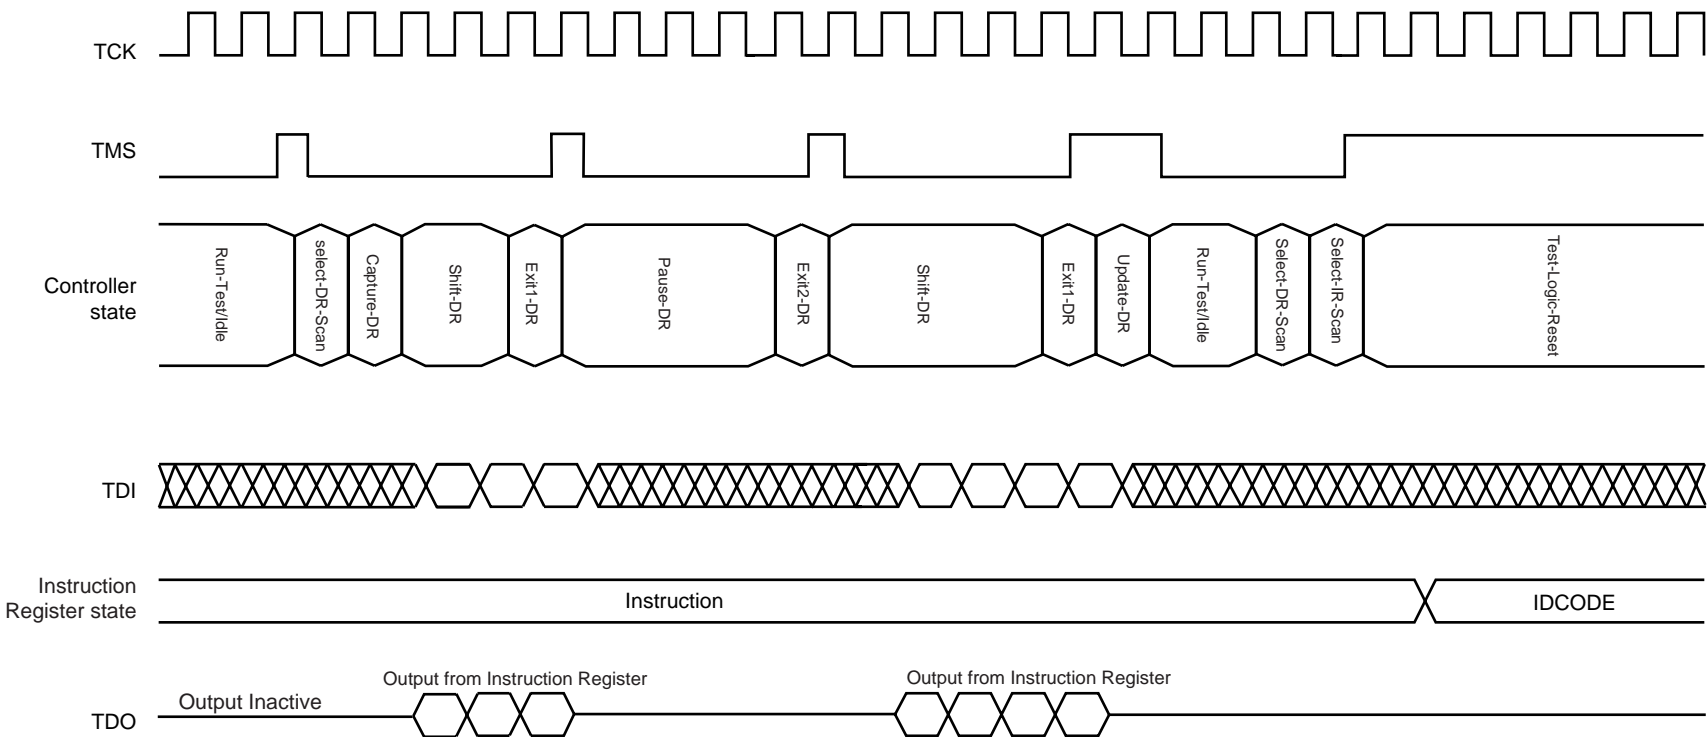 TCK
TMS
Controller
state
Run-Test/Idle
select-DR-Scan
Capture-DR
Shift-DR
Exit1-DR
Pause-DR
Exit2-DR
Shift-DR
Exit1-DR
Update-DR
Run-Test/Idle
Select-DR-Scan
Select-IR-Scan
Test-Logic-Reset
TDI
Instruction
Register state
Instruction
IDCODE
Output from Instruction Register
Output from Instruction Register
Output Inactive
TDO